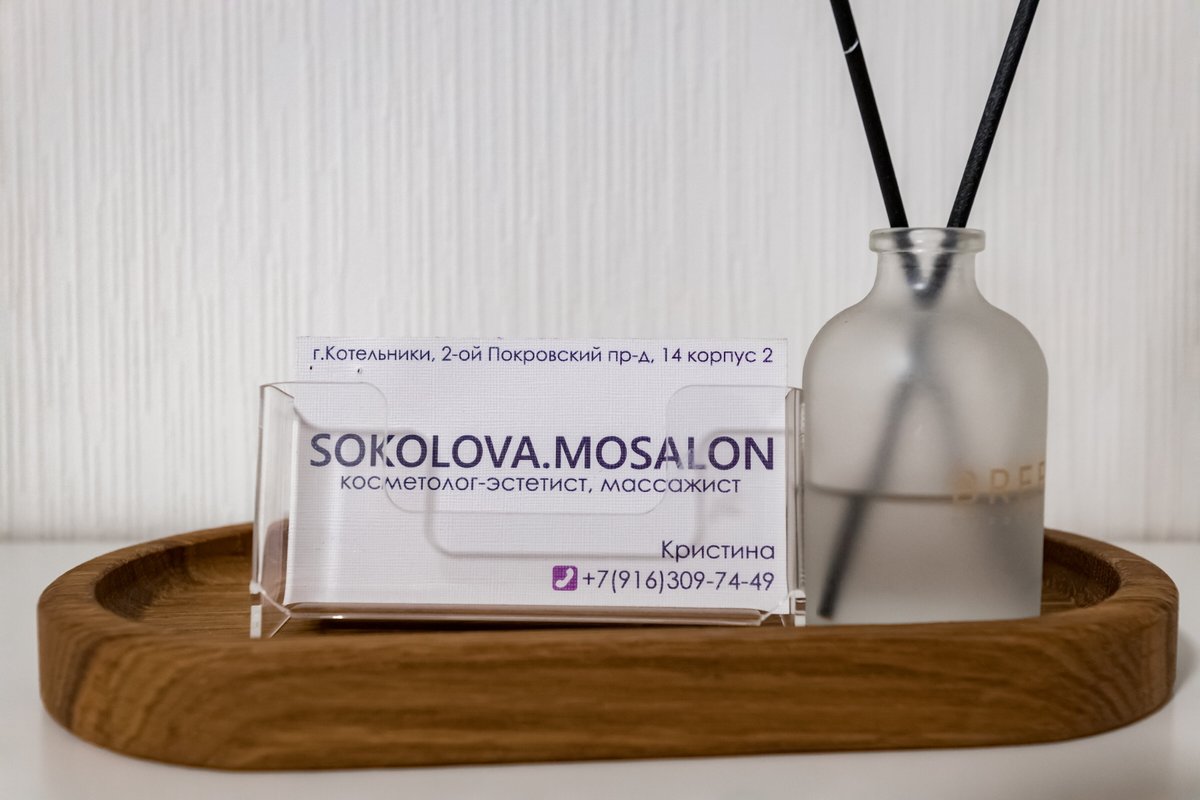 г.Котельники, 2-ой Покровский пр-д, 14 корпус 2
SOKOLOVA.MOSALON
косметолог-эстетист, массажист
Кристина
+7(916)309-74-49